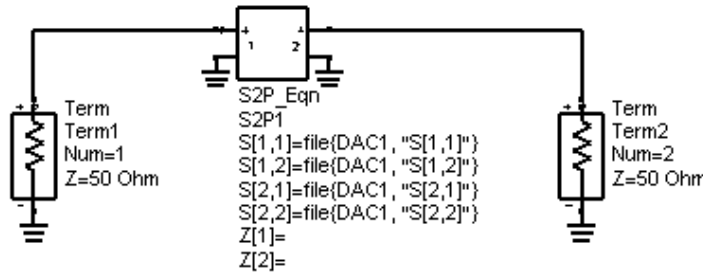 + 1 2 +
S2P_Eqn
S2P1
S[1,1]=file{DAC1, "S[1,1]"}
S[1,2]=file{DAC1, "S[1,2]"}
S[2,1]=file{DAC1, "S[2,1]"}
S[2,2]=file{DAC1, "S[2,2]"}
Z[1]=
Z[2]=
+
Term
Term1
Num=1
Z=50 Ohm
-
+
Term
Term2
Num=2
Z=50 Ohm
-